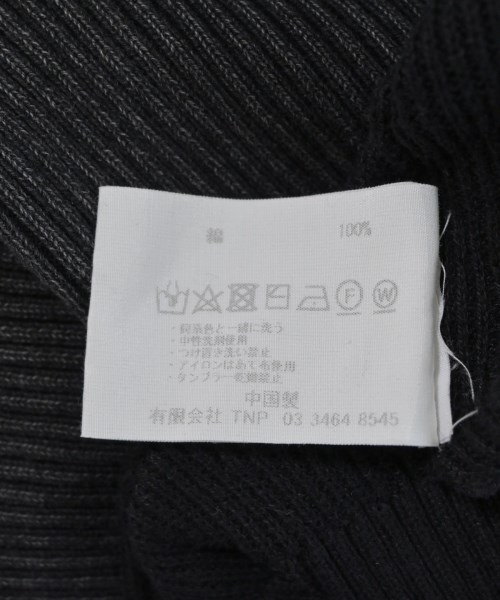 綿 100%
F W
・同系色と一緒に洗う
・中性洗剤使用
・つけ置き洗い禁止
・アイロンはあて布使用
・タンブラー乾燥禁止
中国製
有限会社 TNP 03 3464 8545